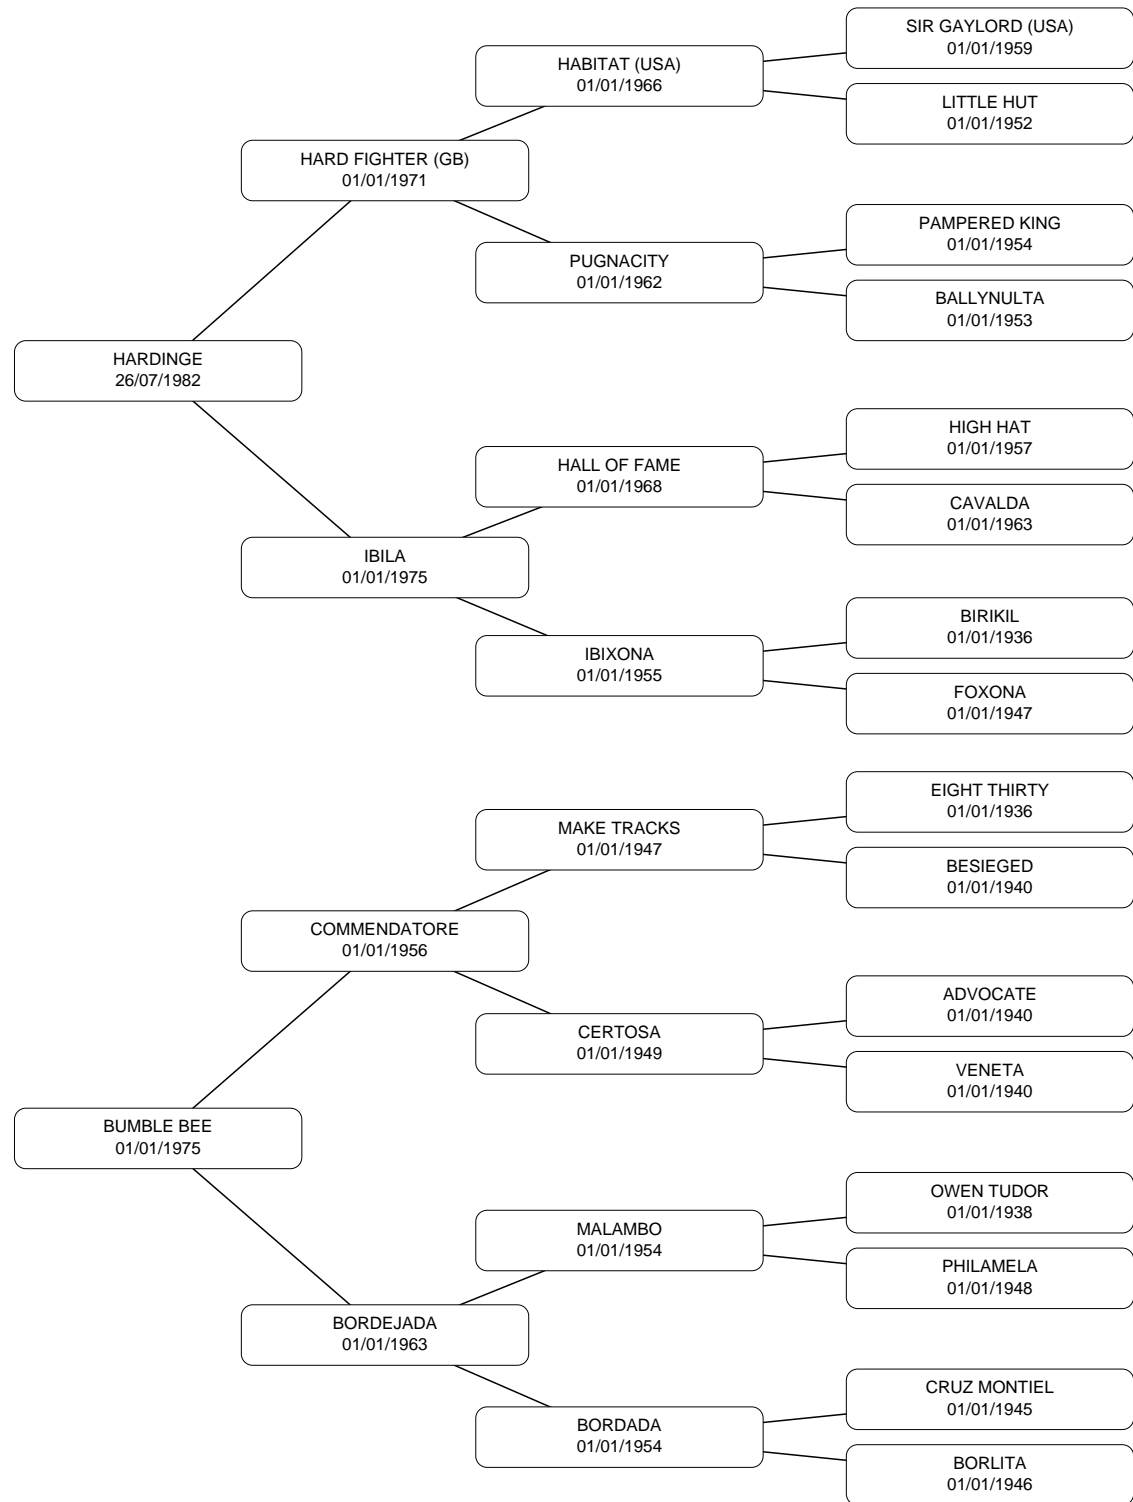 SIR GAYLORD (USA)
01/01/1959
HABITAT (USA)
01/01/1966
LITTLE HUT
01/01/1952
HARD FIGHTER (GB)
01/01/1971
PAMPERED KING
01/01/1954
PUGNACITY
01/01/1962
BALLYNULTA
01/01/1953
HARDINGE
26/07/1982
HIGH HAT
01/01/1957
HALL OF FAME
01/01/1968
CAVALDA
01/01/1963
IBILA
01/01/1975
BIRIKIL
01/01/1936
IBIXONA
01/01/1955
FOXONA
01/01/1947
EIGHT THIRTY
01/01/1936
MAKE TRACKS
01/01/1947
BESIEGED
01/01/1940
COMMENDATORE
01/01/1956
ADVOCATE
01/01/1940
CERTOSA
01/01/1949
VENETA
01/01/1940
BUMBLE BEE
01/01/1975
OWEN TUDOR
01/01/1938
MALAMBO
01/01/1954
PHILAMELA
01/01/1948
BORDEJADA
01/01/1963
CRUZ MONTIEL
01/01/1945
BORDADA
01/01/1954
BORLITA
01/01/1946